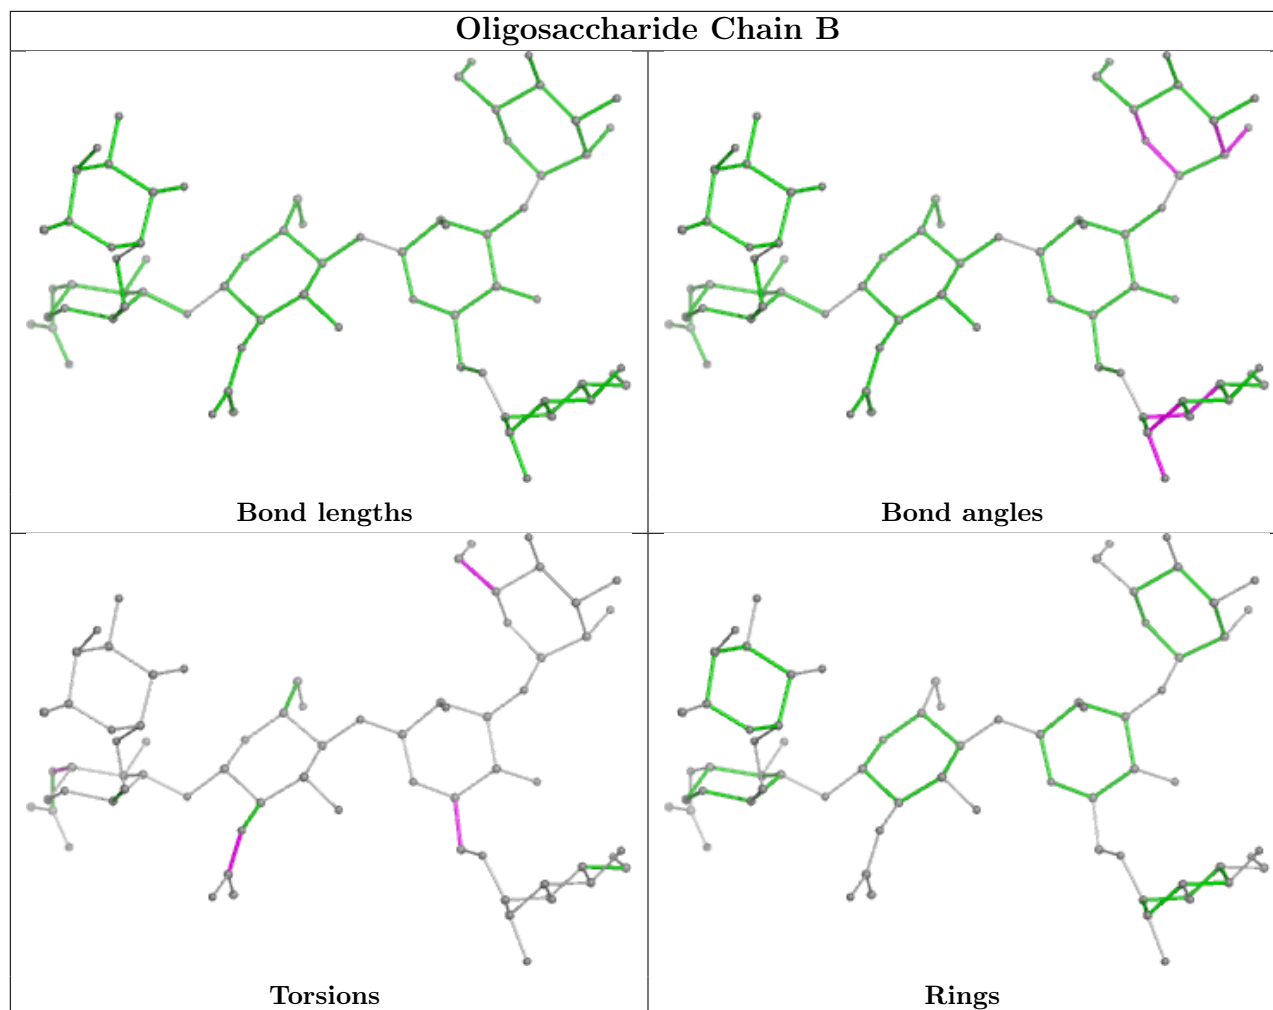 Oligosaccharide Chain B
Bond lengths
Bond angles
Torsions
Rings